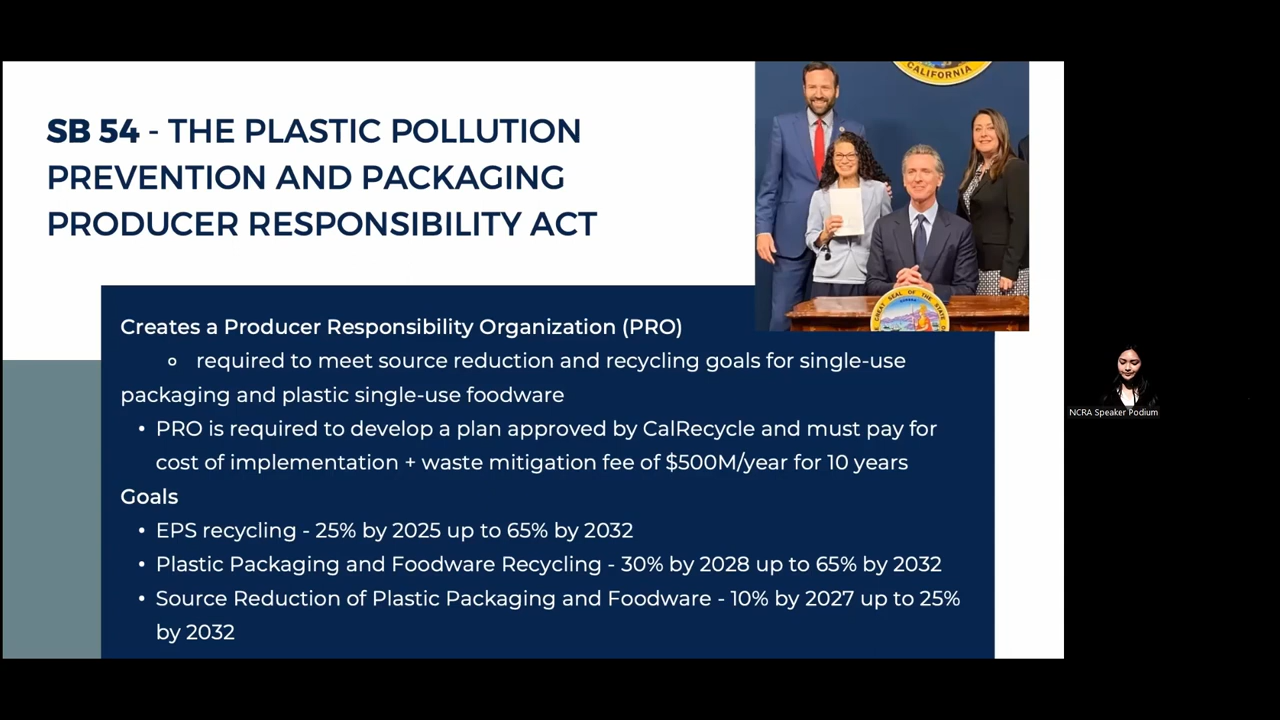 CALIFORNIA
SB 54 - THE PLASTIC POLLUTION
PREVENTION AND PACKAGING
PRODUCER RESPONSIBILITY ACT
GREAT SEAL OF THE STATE
Creates a Producer Responsibility Organization (PRO)
required to meet source reduction and recycling goals for single-use
packaging and plastic single-use foodware
• PRO is required to develop a plan approved by CalRecycle and must pay for
cost of implementation + waste mitigation fee of $500M/year for 10 years
Goals
• EPS recycling - 25% by 2025 up to 65% by 2032
• Plastic Packaging and Foodware Recycling - 30% by 2028 up to 65% by 2032
• Source Reduction of Plastic Packaging and Foodware - 10% by 2027 up to 25%
by 2032
NCRA Speaker Podium